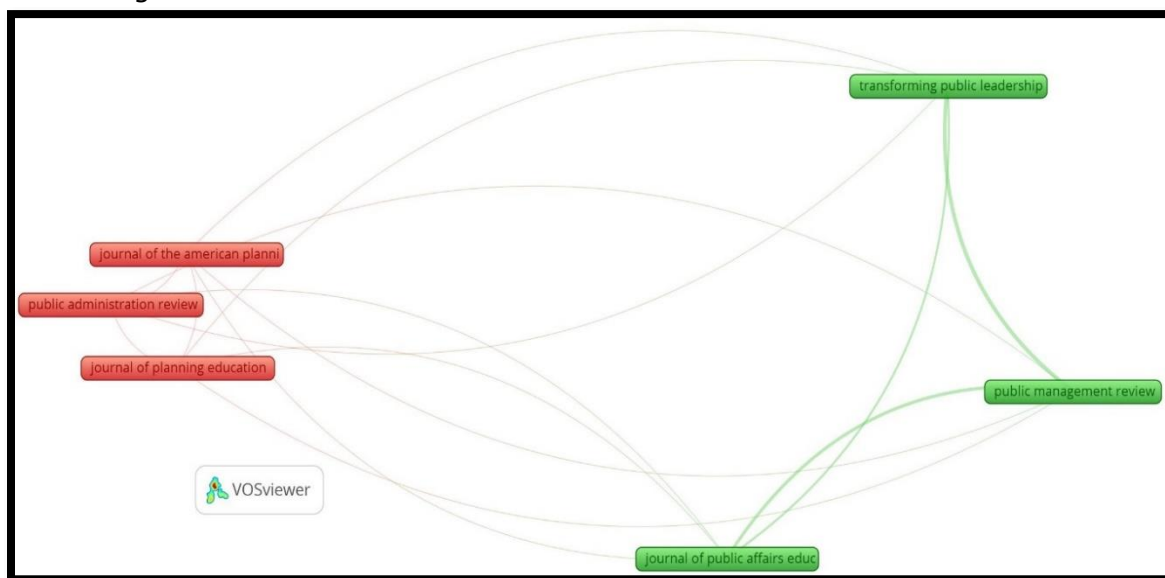 transforming public leadership
journal of the american planni
public administration review
journal of planning education
public management review
VOSviewer
journal of public affairs educ